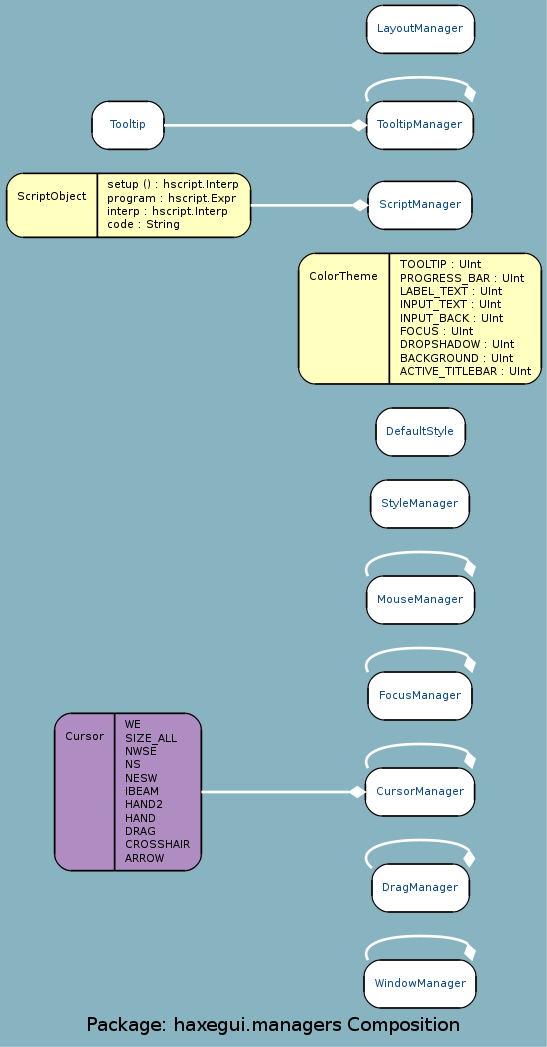 LayoutManager
Tooltip
TooltipManager
ScriptObject
setup () : hscript.Interp
program : hscript.Expr
interp : hscript.Interp
code : String
ScriptManager
ColorTheme
TOOLTIP : UInt
PROGRESS_BAR : UInt
LABEL_TEXT : UInt
INPUT_TEXT : UInt
INPUT_BACK : UInt
FOCUS : UInt
DROPSHADOW : UInt
BACKGROUND : UInt
ACTIVE_TITLEBAR : UInt
DefaultStyle
StyleManager
MouseManager
FocusManager
Cursor
WE
SIZE_ALL
NWSE
NS
NESW
IBEAM
HAND2
HAND
DRAG
CROSSHAIR
ARROW
CursorManager
DragManager
WindowManager
Package: haxegui.managers Composition